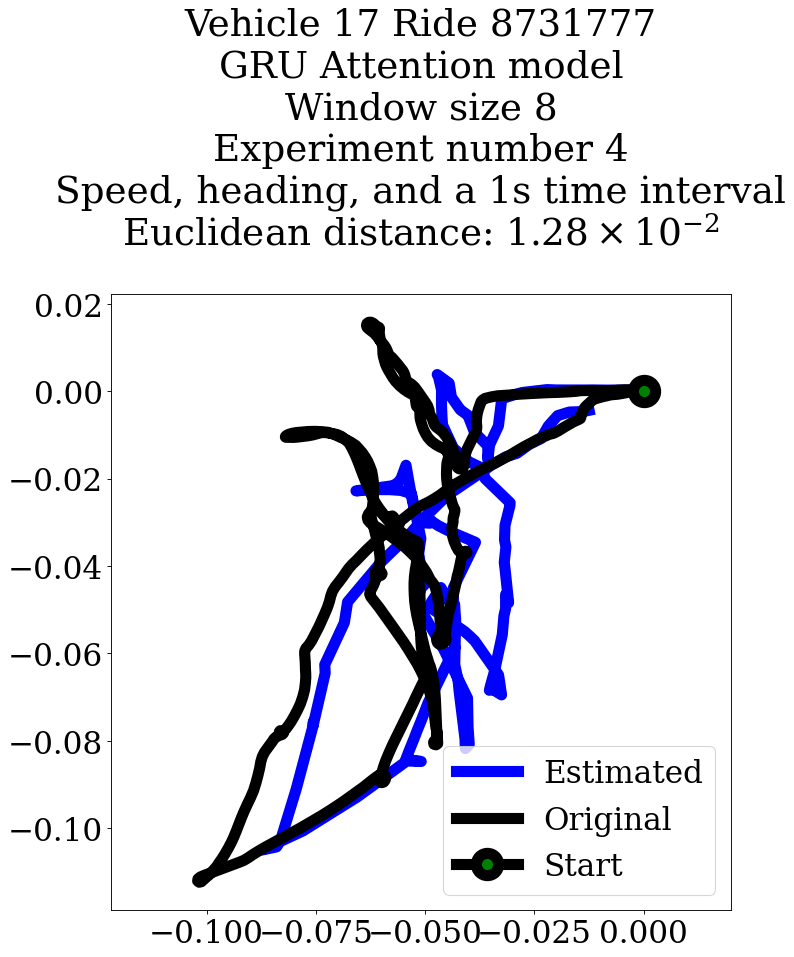 Vehicle 17 Ride 8731777
GRU Attention model
Window size 8
Experiment number 4
Speed, heading, and a 1s time interval
Euclidean distance: 1.28 × 10⁻²
0.02
0.00
−0.02
−0.04
−0.06
−0.08
−0.10
Estimated
Original
Start
−0.100 −0.075 −0.050 −0.025 0.000